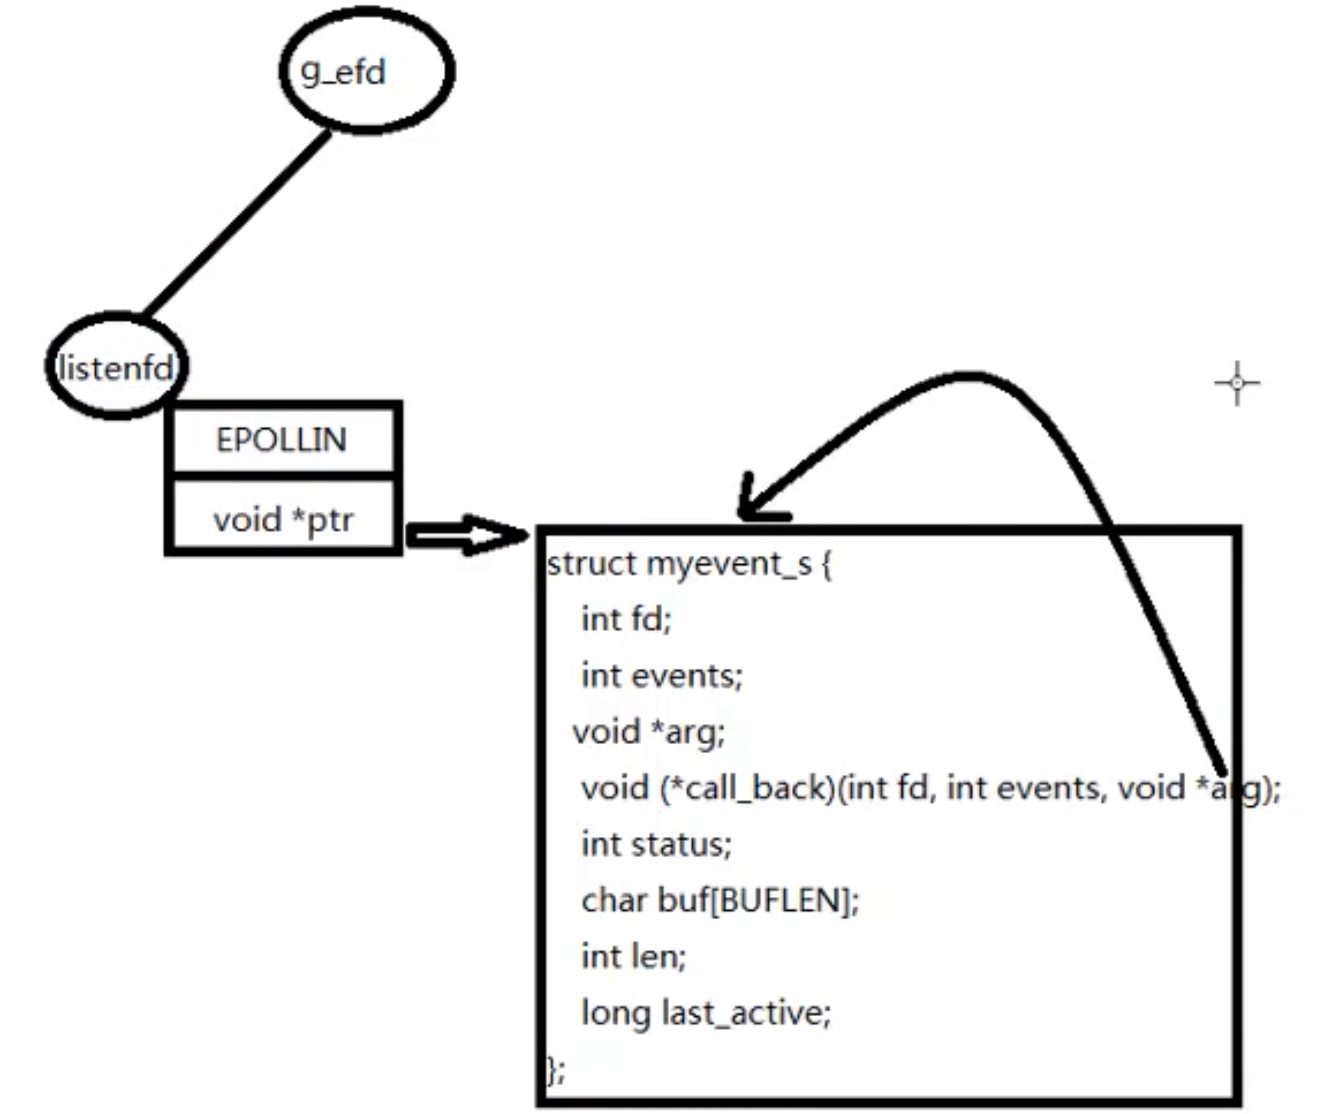 g_efd
listenfd
EPOLLIN
void *ptr
struct myevent_s {
int fd;
int events;
void *arg;
void (*call_back)(int fd, int events, void *arg);
int status;
char buf[BUFLEN];
int len;
long last_active;
};